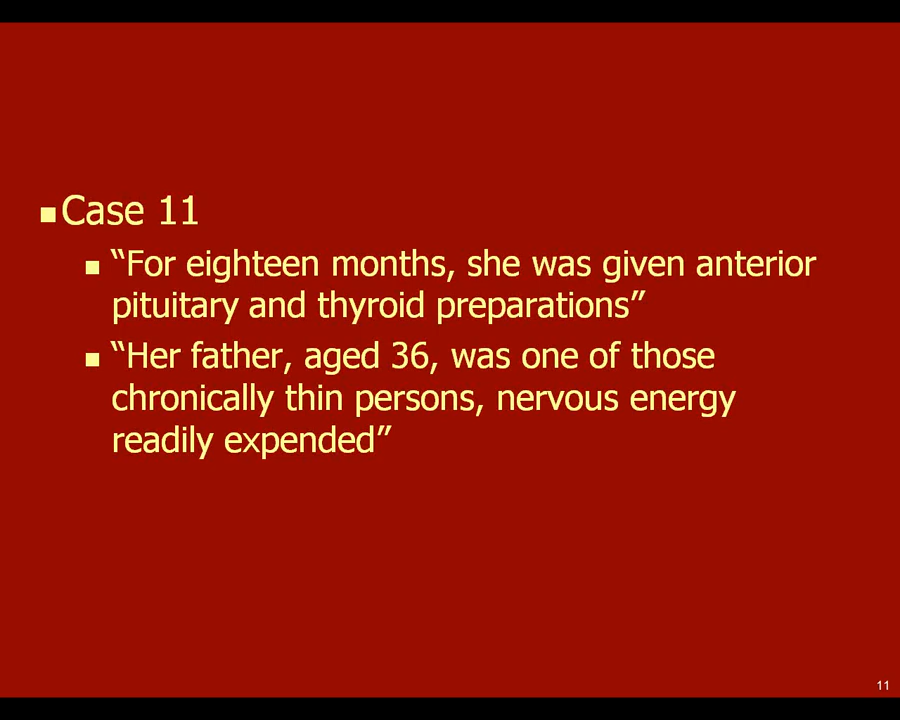 Case 11
“For eighteen months, she was given anterior
pituitary and thyroid preparations”
“Her father, aged 36, was one of those
chronically thin persons, nervous energy
readily expended”
11